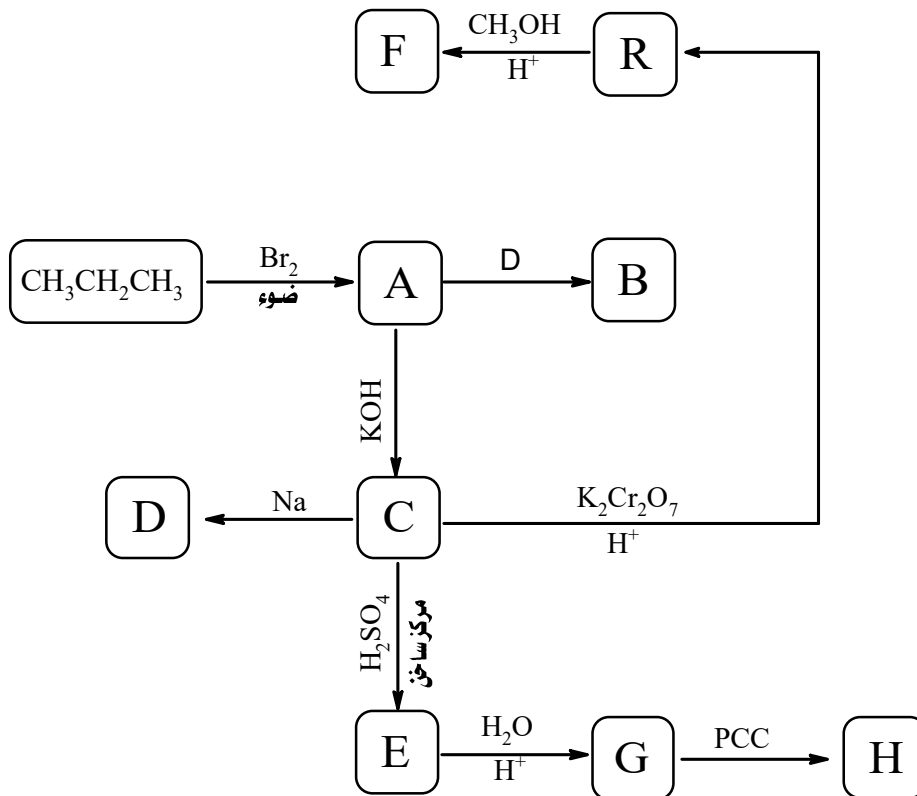 CH₃OH
F
R
H⁺
CH₃CH₂CH₃
Br₂
ضوء
A
D
B
KOH
D
Na
C
K₂Cr₂O₇
H⁺
H₂SO₄
مركز ساخن
E
H₂O
H⁺
G
PCC
H